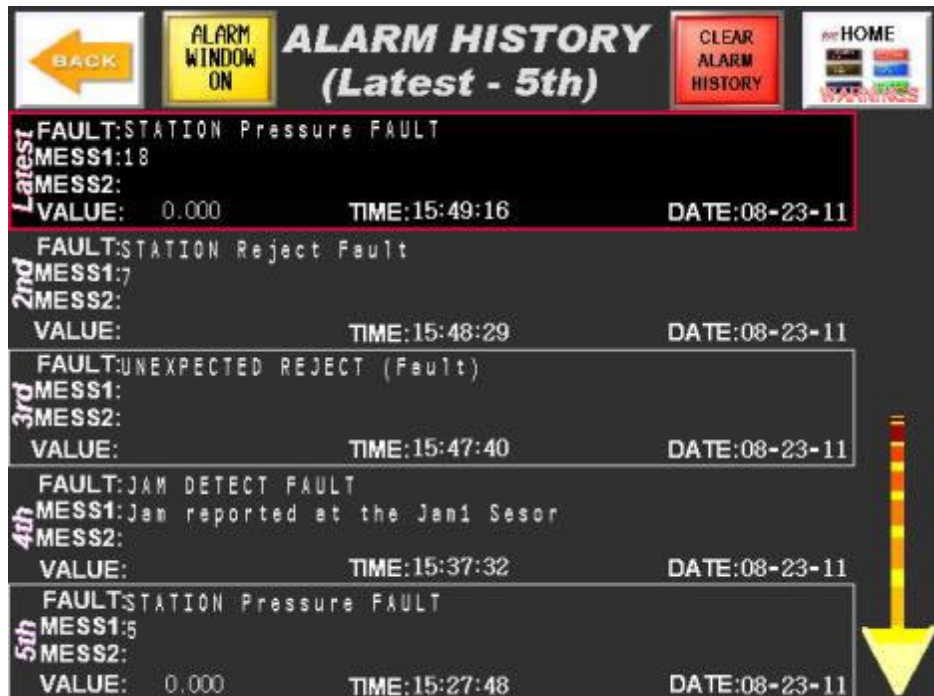 BACK
ALARM
WINDOW
ON
ALARM HISTORY
(Latest - 5th)
CLEAR
ALARM
HISTORY
HOME
WARNINGS
Latest
FAULT:STATION Pressure FAULT
MESS1:18
MESS2:
VALUE: 0.000 TIME:15:49:16 DATE:08-23-11
2nd
FAULT:STATION Reject Fault
MESS1:7
MESS2:
VALUE: TIME:15:48:29 DATE:08-23-11
3rd
FAULT:UNEXPECTED REJECT (Fault)
MESS1:
MESS2:
VALUE: TIME:15:47:40 DATE:08-23-11
4th
FAULT:JAM DETECT FAULT
MESS1:Jam reported at the Jam1 Sesor
MESS2:
VALUE: TIME:15:37:32 DATE:08-23-11
5th
FAULT:STATION Pressure FAULT
MESS1:5
MESS2:
VALUE: 0.000 TIME:15:27:48 DATE:08-23-11